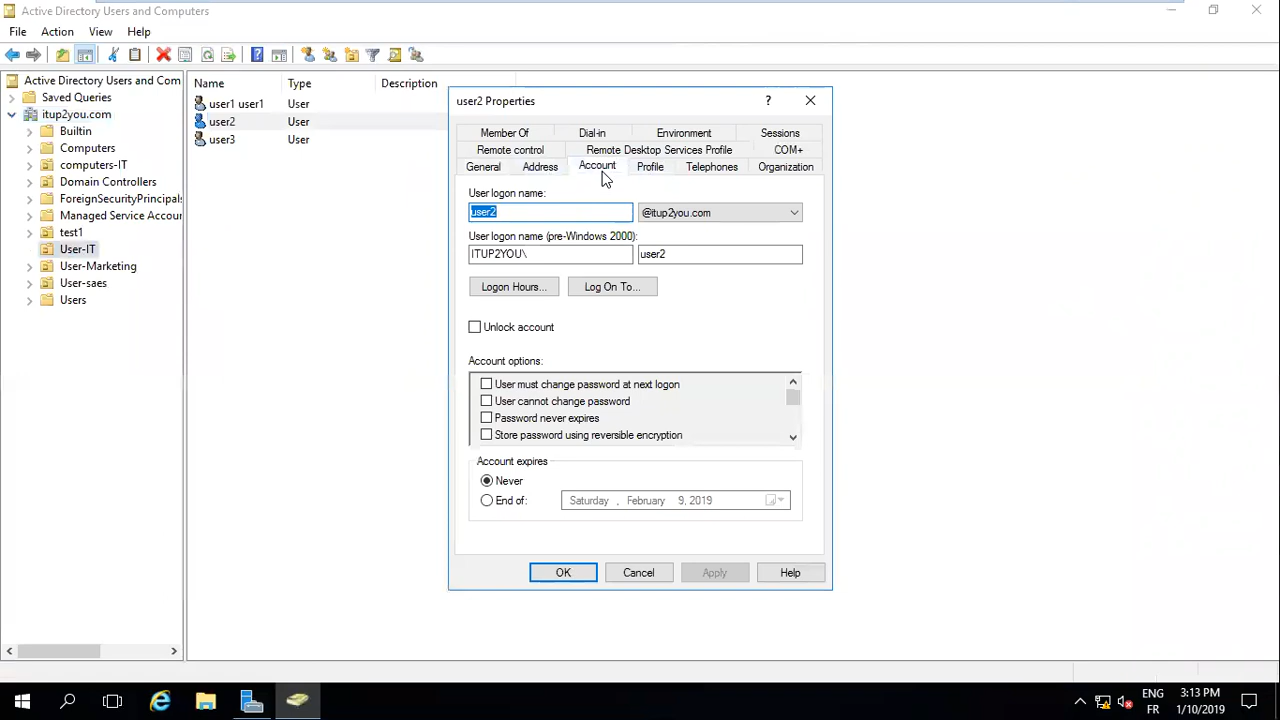 Active Directory Users and Computers
File Action View Help
Active Directory Users and Com
Saved Queries
itup2you.com
Builtin
Computers
computers-IT
Domain Controllers
ForeignSecurityPrincipals
Managed Service Accour
test1
User-IT
User-Marketing
User-saes
Users
Name Type Description
user1 user1 User
user2 User
user3 User
user2 Properties
?
Member Of Dial-in Environment Sessions
Remote control Remote Desktop Services Profile COM+
General Address Account Profile Telephones Organization
User logon name:
user2 @itup2you.com
User logon name (pre-Windows 2000):
ITUP2YOU\ user2
Logon Hours... Log On To...
Unlock account
Account options:
User must change password at next logon
User cannot change password
Password never expires
Store password using reversible encryption
Account expires
Never
End of: Saturday , February 9, 2019
OK Cancel Apply Help
ENG 3:13 PM
FR 1/10/2019